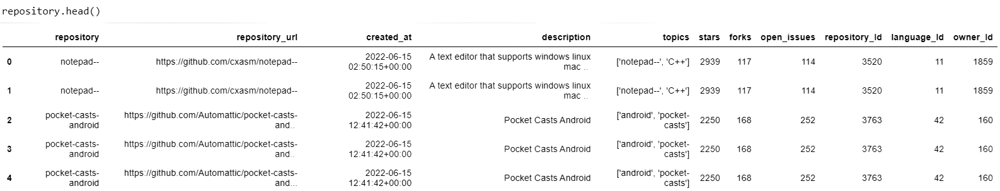 repository.head()
repository repository_url created_at description topics stars forks open_issues repository_Id language_Id owner_Id
0 notepad-- https://github.com/cxasm/notepad-- 2022-06-15 02:50:15+00:00 A text editor that supports windows linux mac .. ['notepad--', 'C++'] 2939 117 114 3520 11 1859
1 notepad-- https://github.com/cxasm/notepad-- 2022-06-15 02:50:15+00:00 A text editor that supports windows linux mac .. ['notepad--', 'C++'] 2939 117 114 3520 11 1859
2 pocket-casts-android https://github.com/Automattic/pocket-casts-and.. 2022-06-15 12:41:42+00:00 Pocket Casts Android ['android', 'pocket-casts'] 2250 168 252 3763 42 160
3 pocket-casts-android https://github.com/Automattic/pocket-casts-and.. 2022-06-15 12:41:42+00:00 Pocket Casts Android ['android', 'pocket-casts'] 2250 168 252 3763 42 160
4 pocket-casts-android https://github.com/Automattic/pocket-casts-and... 2022-06-15 12:41:42+00:00 Pocket Casts Android ['android', 'pocket-casts'] 2250 168 252 3763 42 160